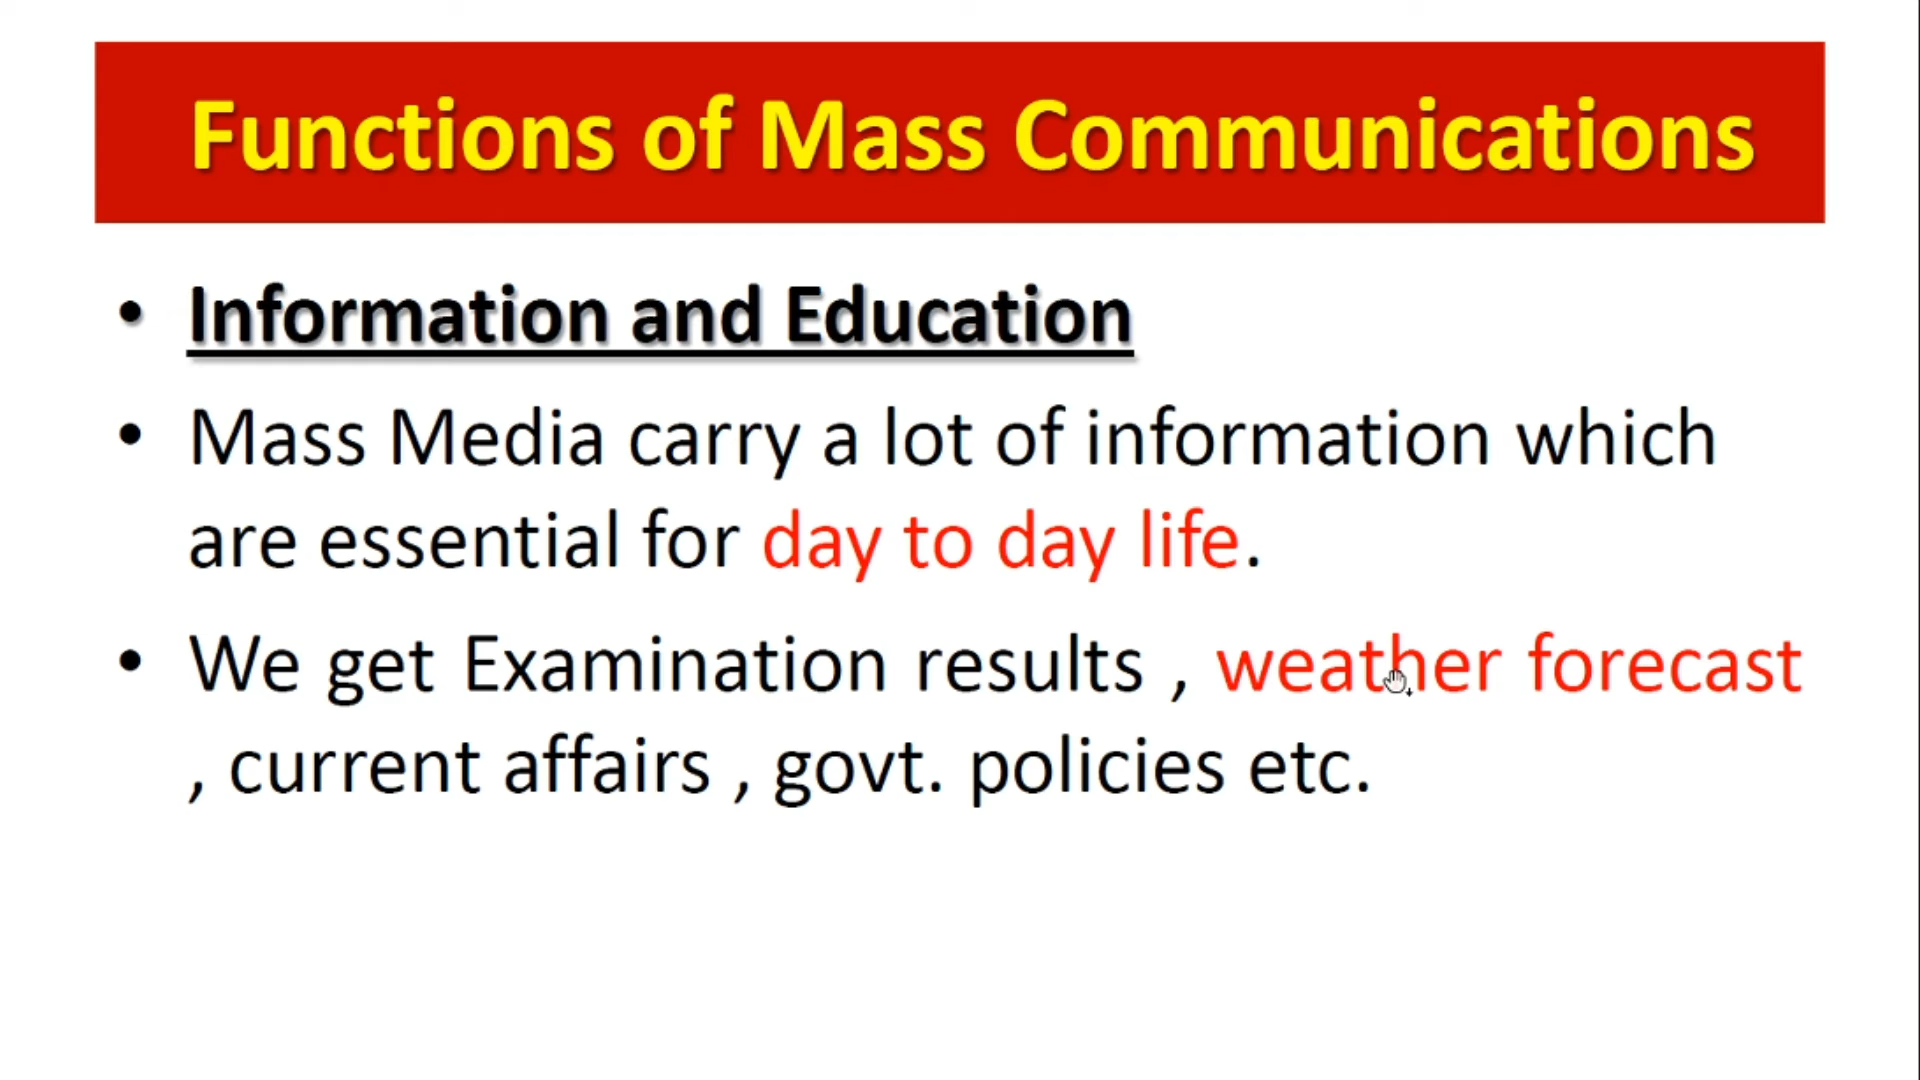 Functions of Mass Communications
• Information and Education
• Mass Media carry a lot of information which
are essential for day to day life.
• We get Examination results , weather forecast
, current affairs , govt. policies etc.